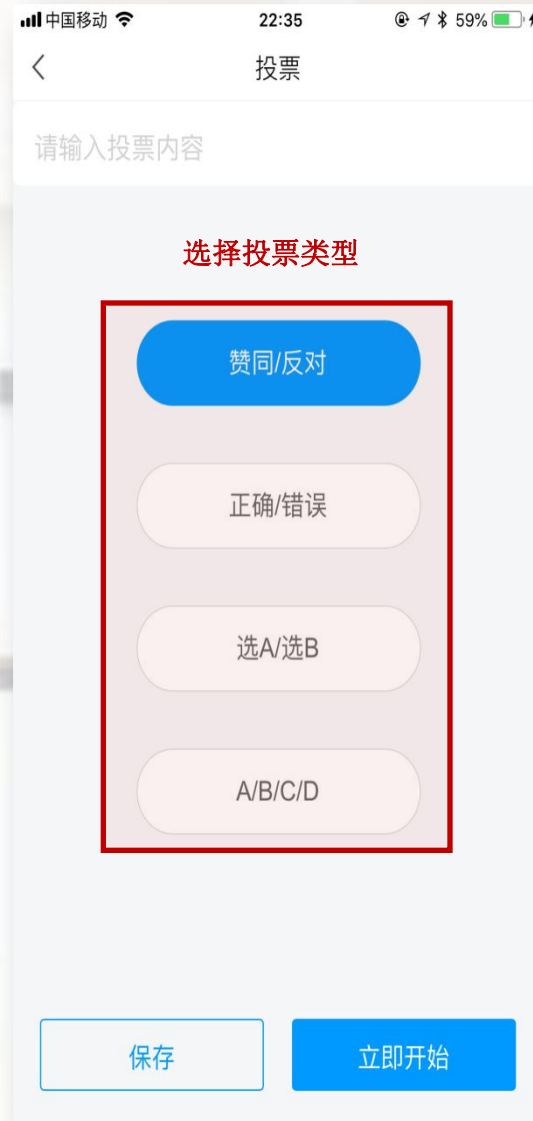 中国移动 22:35 59%
投票
请输入投票内容
选择投票类型
赞同/反对
正确/错误
选A/选B
A/B/C/D
保存 立即开始